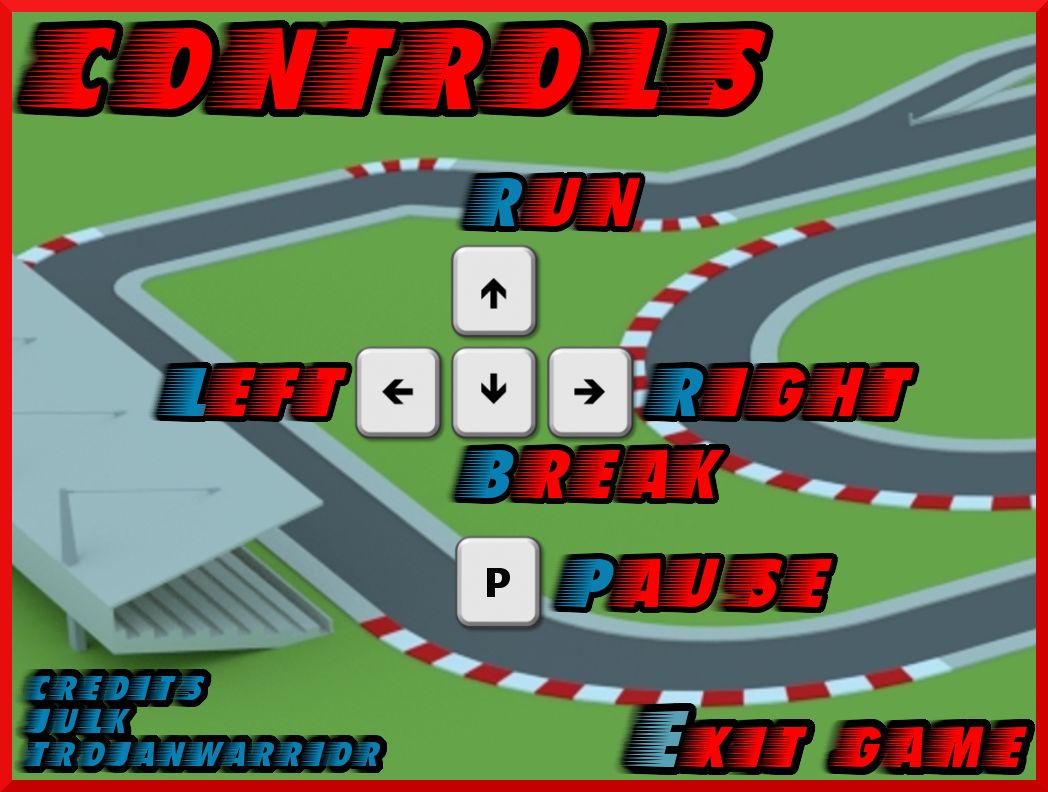 CONTROLS
RUN
↑
LEFT ← ↓ → RIGHT
BREAK
P PAUSE
CREDITS
JULK
TROJANWARRIOR
EXIT GAME